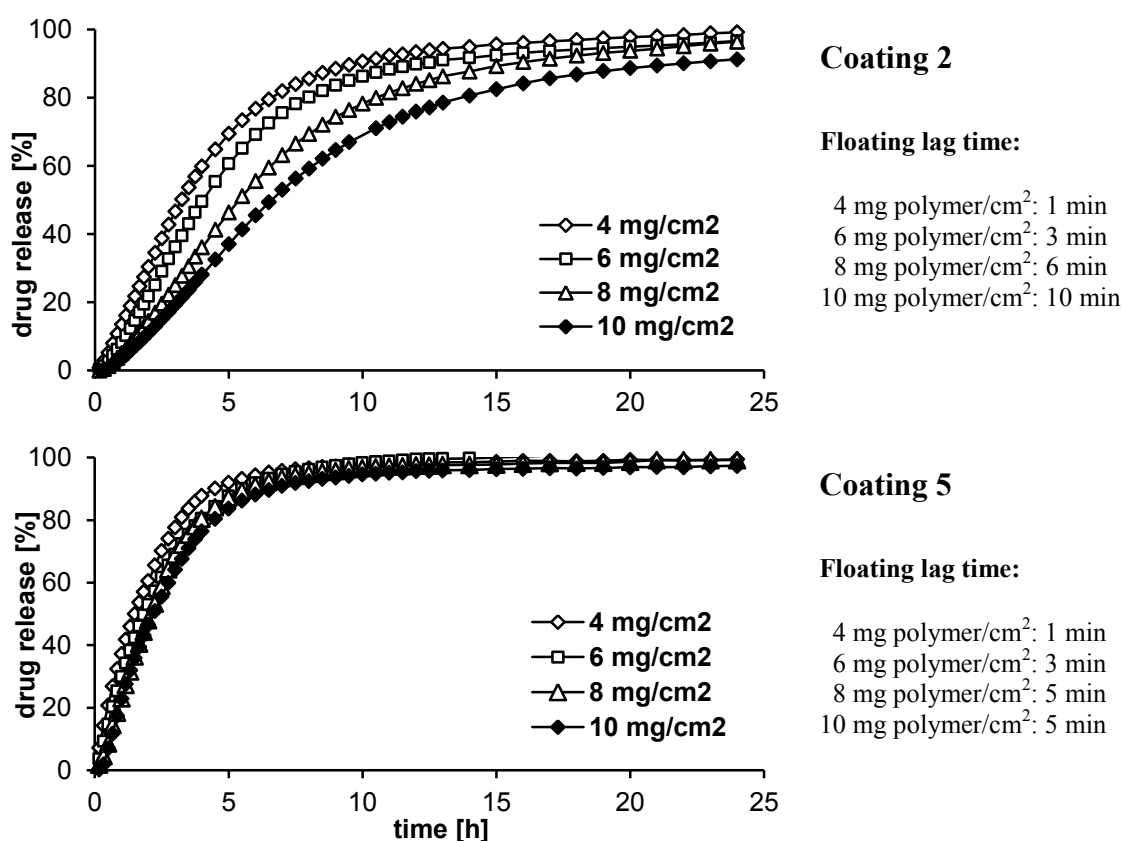 100
80
60
40
20
0
drug release [%]
0 5 10 15 20 25
4 mg/cm2
6 mg/cm2
8 mg/cm2
10 mg/cm2
Coating 2
Floating lag time:
4 mg polymer/cm²: 1 min
6 mg polymer/cm²: 3 min
8 mg polymer/cm²: 6 min
10 mg polymer/cm²: 10 min
100
80
60
40
20
0
drug release [%]
0 5 10 15 20 25
time [h]
4 mg/cm2
6 mg/cm2
8 mg/cm2
10 mg/cm2
Coating 5
Floating lag time:
4 mg polymer/cm²: 1 min
6 mg polymer/cm²: 3 min
8 mg polymer/cm²: 5 min
10 mg polymer/cm²: 5 min